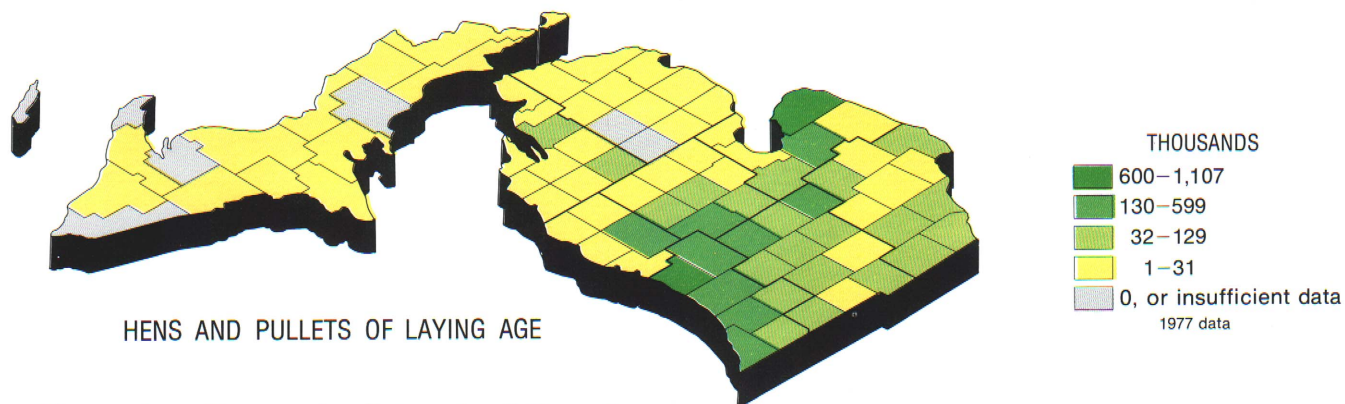 HENS AND PULLETS OF LAYING AGE
THOUSANDS
600–1,107
130–599
32–129
1–31
0, or insufficient data
1977 data